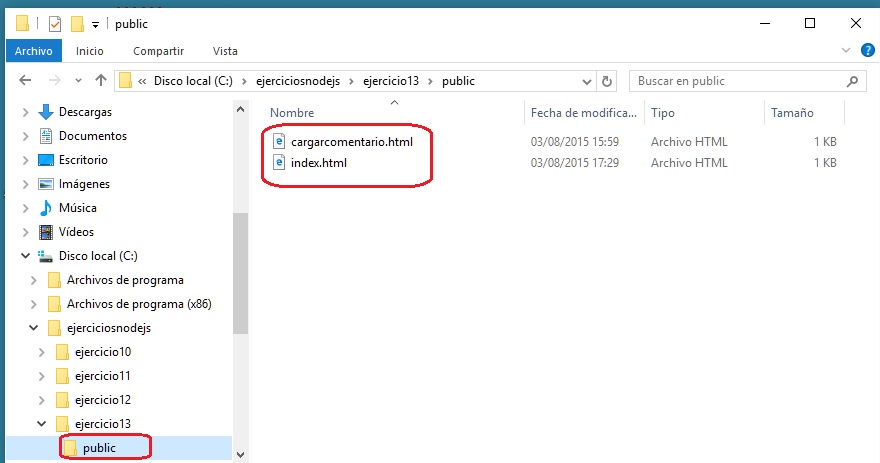 public
Archivo Inicio Compartir Vista
« Disco local (C:) > ejerciciosnodejs > ejercicio13 > public
Buscar en public
Nombre Fecha de modifica... Tipo Tamaño
cargarcomentario.html 03/08/2015 15:59 Archivo HTML 1 KB
index.html 03/08/2015 17:29 Archivo HTML 1 KB
Descargas
Documentos
Escritorio
Imágenes
Música
Vídeos
Disco local (C:)
Archivos de programa
Archivos de programa (x86)
ejerciciosnodejs
ejercicio10
ejercicio11
ejercicio12
ejercicio13
public